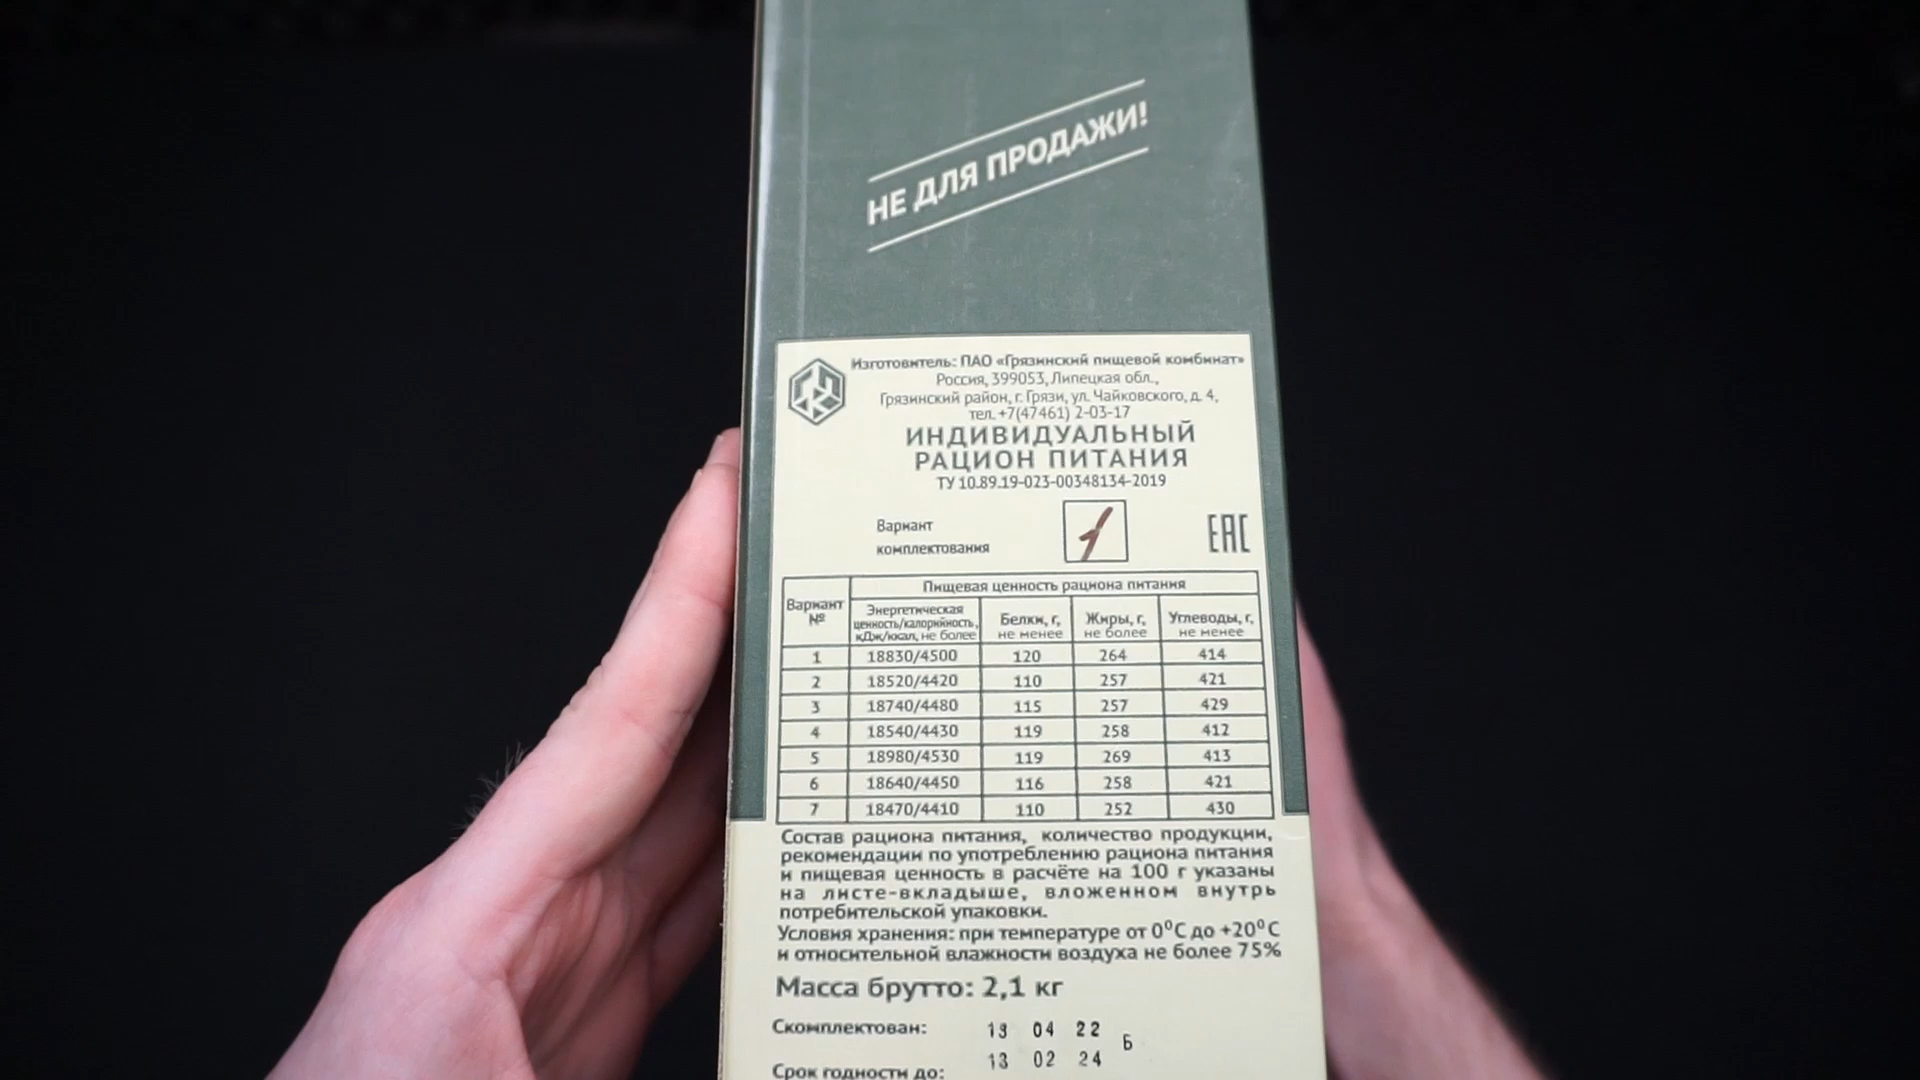 НЕ ДЛЯ ПРОДАЖИ!
Изготовитель: ПАО «Грязинский пищевой комбинат»
Россия, 399053, Липецкая обл.,
Грязинский район, г. Грязи, ул. Чайковского, д. 4,
тел. +7(47461) 2-03-17
ИНДИВИДУАЛЬНЫЙ
РАЦИОН ПИТАНИЯ
ТУ 10.89.19-023-00348134-2019
Вариант
комплектования
1
ЕАС
Вариант №
Пищевая ценность рациона питания
Энергетическая ценность/калорийность, кДж/ккал, не более
Белки, г, не менее
Жиры, г, не более
Углеводы, г, не менее
1 18830/4500 120 264 414
2 18520/4420 110 257 421
3 18740/4480 115 257 429
4 18540/4430 119 258 412
5 18980/4530 119 269 413
6 18640/4450 116 258 421
7 18470/4410 110 252 430
Состав рациона питания, количество продукции,
рекомендации по употреблению рациона питания
и пищевая ценность в расчёте на 100 г указаны
на листе-вкладыше, вложенном внутрь
потребительской упаковки.
Условия хранения: при температуре от 0⁰С до +20⁰С
и относительной влажности воздуха не более 75%
Масса брутто: 2,1 кг
Скомплектован: 13 04 22
Б
Срок годности до: 13 02 24